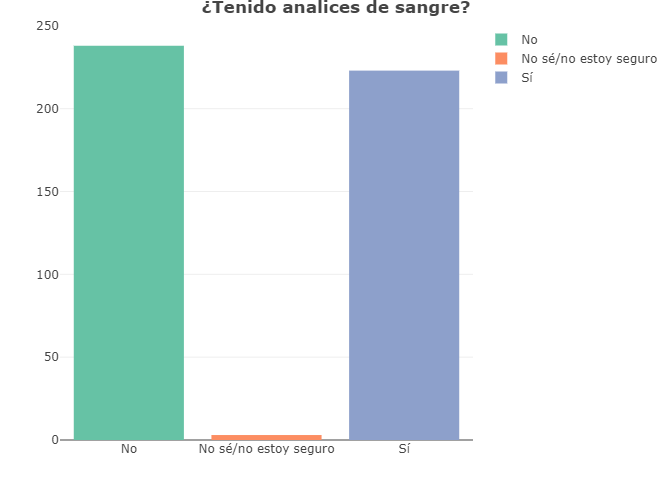 ¿Tenido analices de sangre?
250
200
150
100
50
0
No
No sé/no estoy seguro
Sí
No
No sé/no estoy seguro
Sí